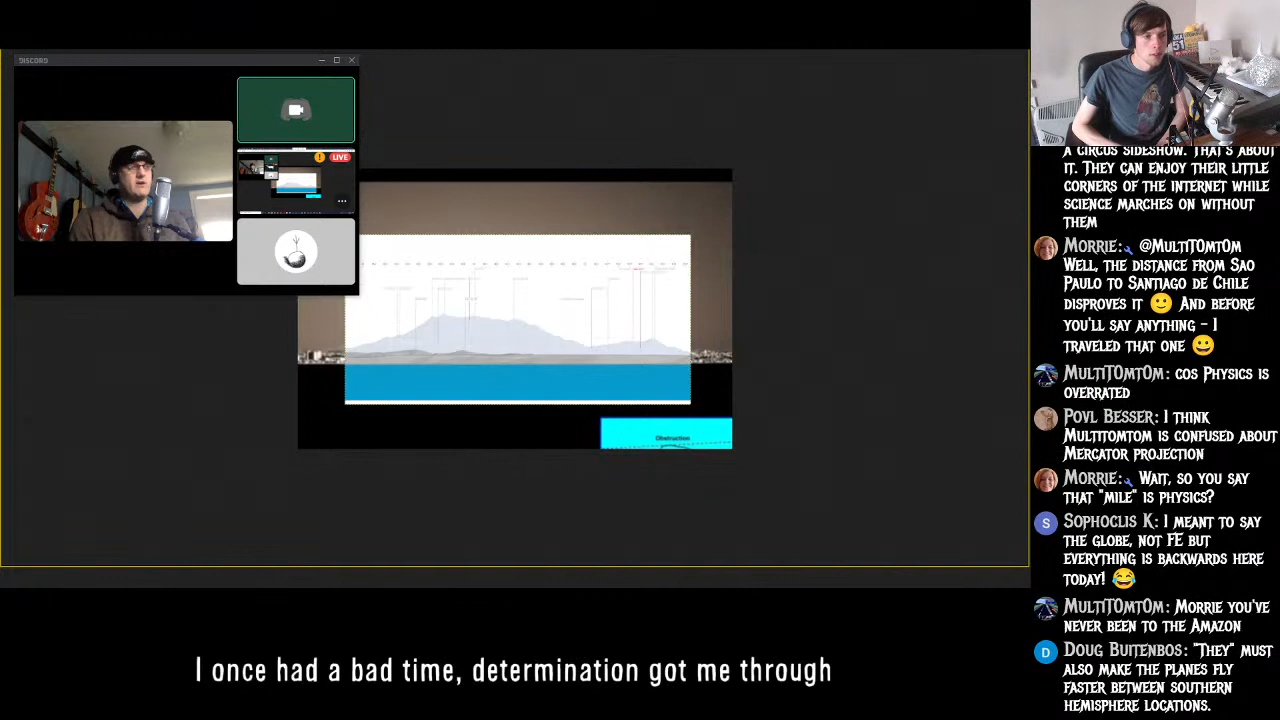 DISCORD
LIVE
Obstruction
I once had a bad time, determination got me through
A CIRCUS SIDESHOW. THAT'S ABOUT
IT. THEY CAN ENJOY THEIR LITTLE
CORNERS OF THE INTERNET WHILE
SCIENCE MARCHES ON WITHOUT
THEM
MORRIE: @MULTITOMTOM
WELL, THE DISTANCE FROM SAO
PAULO TO SANTIAGO DE CHILE
DISPROVES IT 🙂 AND BEFORE
YOU'LL SAY ANYTHING - I
TRAVELED THAT ONE 😀
MULTITOMTOM: COS PHYSICS IS
OVERRATED
POVL BESSER: I THINK
MULTITOMTOM IS CONFUSED ABOUT
MERCATOR PROJECTION
MORRIE: WAIT, SO YOU SAY
THAT "MILE" IS PHYSICS?
S
SOPHOCLIS K: I MEANT TO SAY
THE GLOBE, NOT FE BUT
EVERYTHING IS BACKWARDS HERE
TODAY! 😂
MULTITOMTOM: MORRIE YOU'VE
NEVER BEEN TO THE AMAZON
D
DOUG BUITENBOS: "THEY" MUST
ALSO MAKE THE PLANES FLY
FASTER BETWEEN SOUTHERN
HEMISPHERE LOCATIONS.